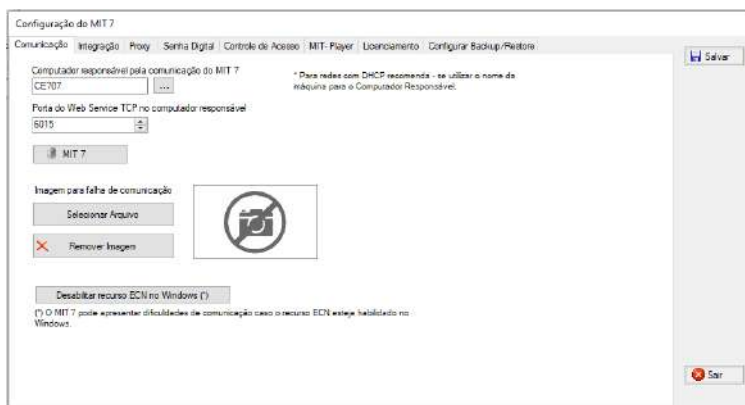 Configuração do MIT 7
Comunicação Integração Proxy Senha Digital Controle de Acesso MIT- Player Licenciamento Configurar Backup/Restore
Salvar
Computador responsável pela comunicação do MIT 7
CE707 ...
* Para redes com DHCP recomenda - se utilizar o nome da
máquina para o Computador Responsável.
Porta do Web Service TCP no computador responsável
6015
MIT 7
Imagem para falha de comunicação
Selecionar Arquivo
Remover Imagem
Desabilitar recurso ECN no Windows (*)
(*) O MIT 7 pode apresentar dificuldades de comunicação caso o recurso ECN esteje habilidado no
Windows.
Sair